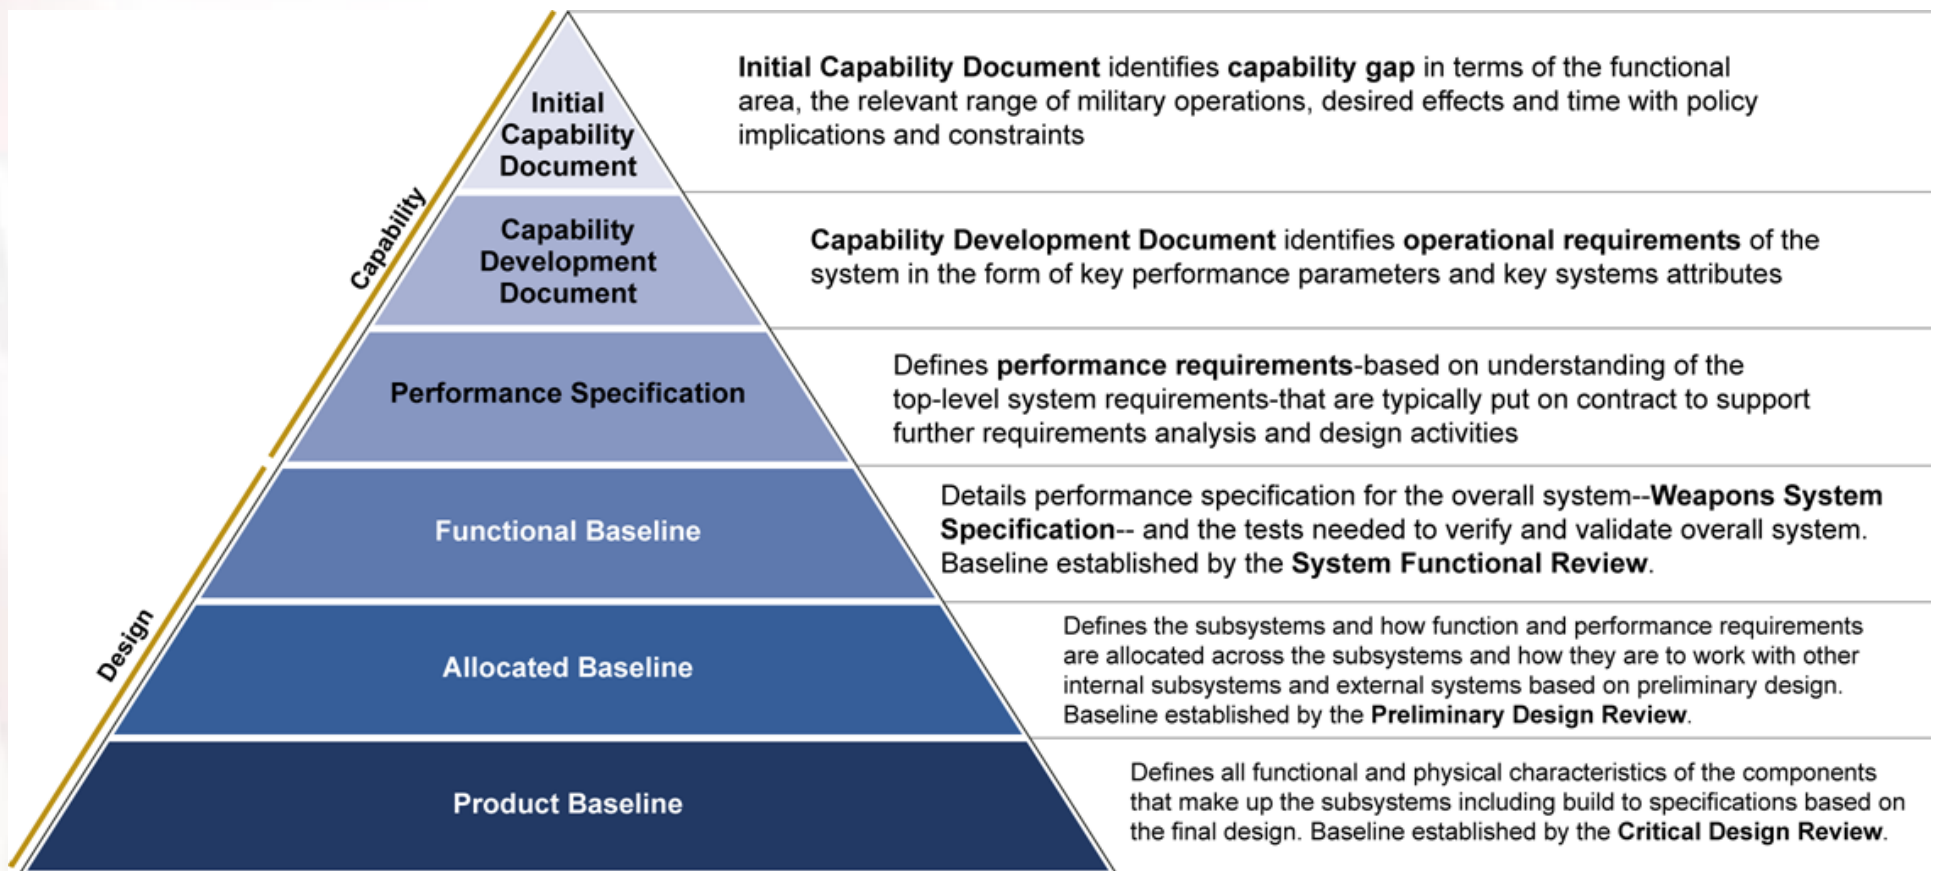 Capability
Design
Initial
Capability
Document
Initial Capability Document identifies capability gap in terms of the functional
area, the relevant range of military operations, desired effects and time with policy
implications and constraints
Capability
Development
Document
Capability Development Document identifies operational requirements of the
system in the form of key performance parameters and key systems attributes
Performance Specification
Defines performance requirements-based on understanding of the
top-level system requirements-that are typically put on contract to support
further requirements analysis and design activities
Functional Baseline
Details performance specification for the overall system--Weapons System
Specification-- and the tests needed to verify and validate overall system.
Baseline established by the System Functional Review.
Allocated Baseline
Defines the subsystems and how function and performance requirements
are allocated across the subsystems and how they are to work with other
internal subsystems and external systems based on preliminary design.
Baseline established by the Preliminary Design Review.
Product Baseline
Defines all functional and physical characteristics of the components
that make up the subsystems including build to specifications based on
the final design. Baseline established by the Critical Design Review.